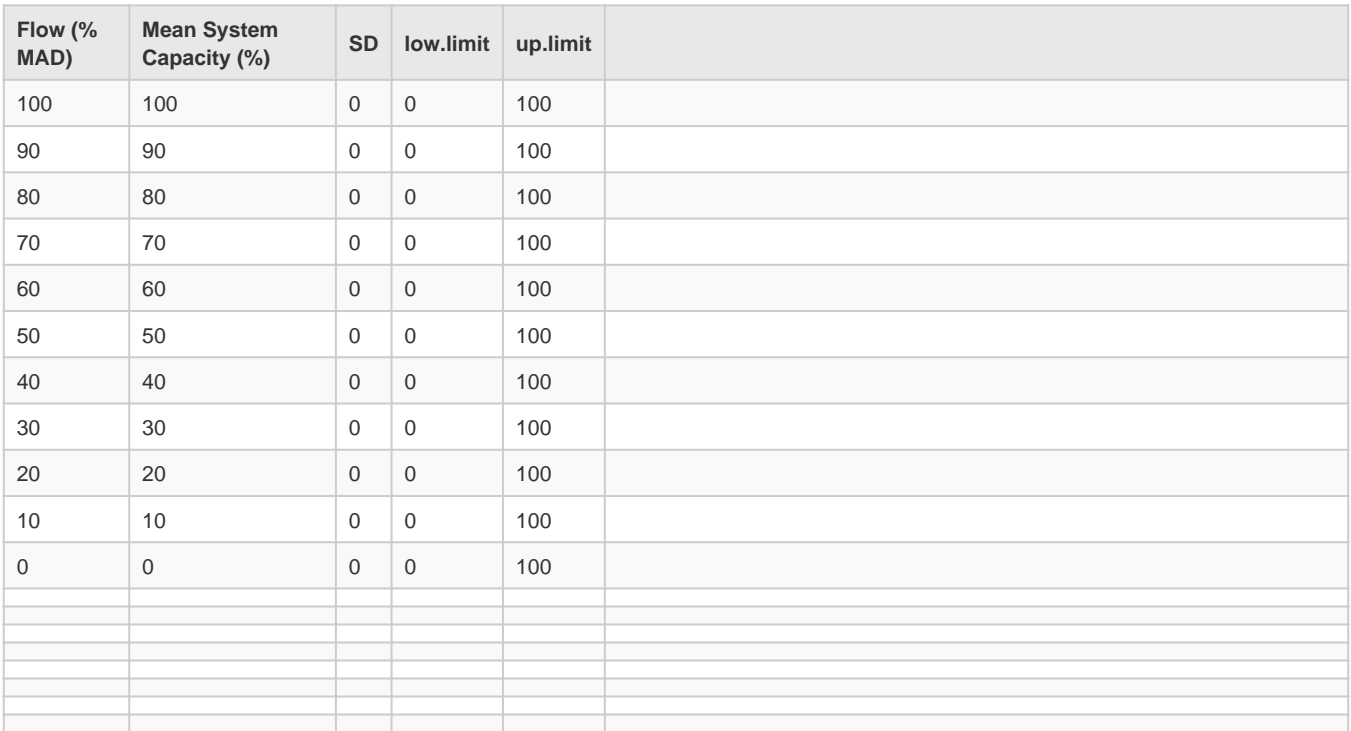 Flow (% MAD) Mean System Capacity (%) SD low.limit up.limit
100 100 0 0 100
90 90 0 0 100
80 80 0 0 100
70 70 0 0 100
60 60 0 0 100
50 50 0 0 100
40 40 0 0 100
30 30 0 0 100
20 20 0 0 100
10 10 0 0 100
0 0 0 0 100